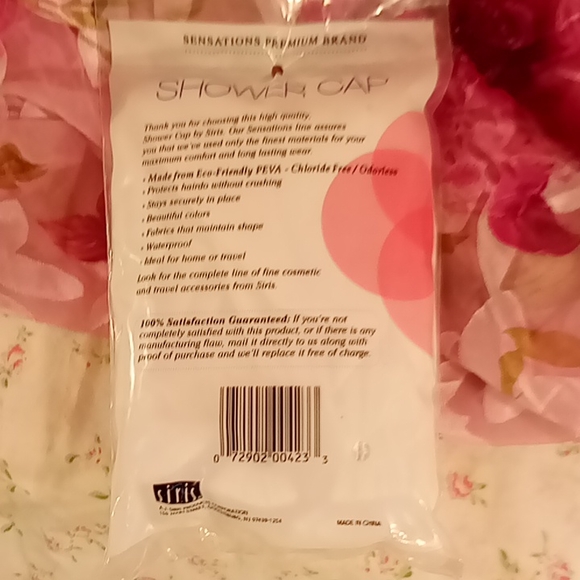 SENSATIONS PREMIUM BRAND
SHOWER CAP
Thank you for choosing this high quality,
Shower Cap by Siris. Our Sensations line assures
you that we've used only the finest materials for your
maximum comfort and long lasting wear.
• Made from Eco-Friendly PEVA - Chloride Free / Odorless
• Protects hairdo without crushing
• Stays securely in place
• Beautiful colors
• Fabrics that maintain shape
• Waterproof
• Ideal for home or travel
Look for the complete line of fine cosmetic
and travel accessories from Siris.
100% Satisfaction Guaranteed: If you're not
completely satisfied with this product, or if there is any
manufacturing flaw, mail it directly to us along with
proof of purchase and we'll replace it free of charge.
0 72902 00423 3
siris
CORPORATION
MADE IN CHINA